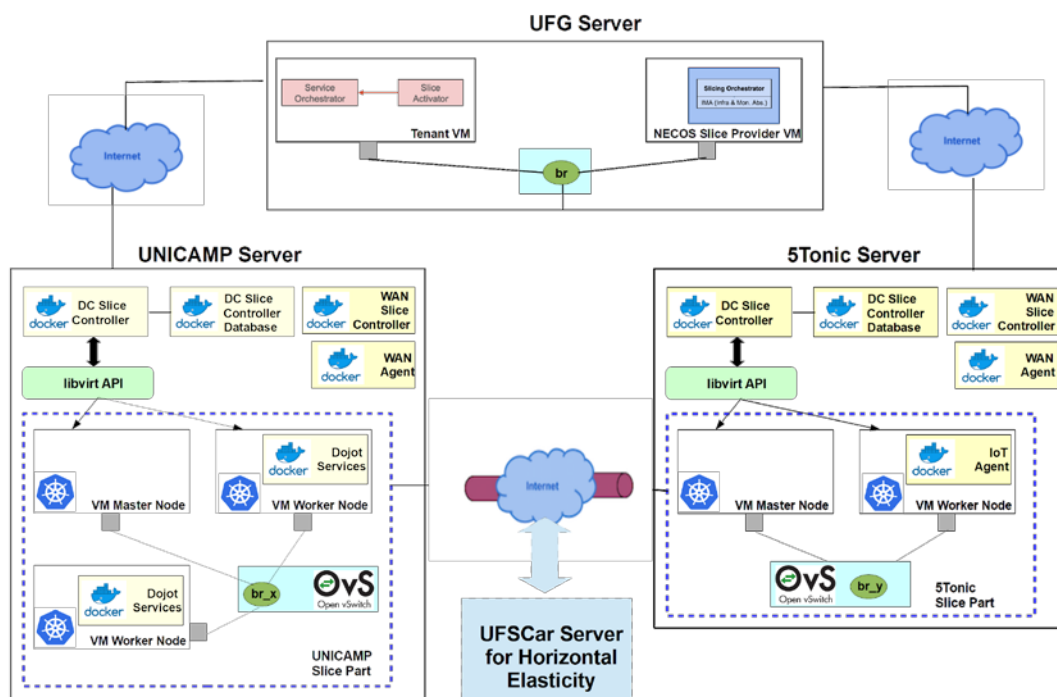 UFG Server
Service
Orchestrator
Slice
Activator
Tenant VM
Slicing Orchestrator
IMA (Infra & Mon. Abs.)
NECOS Slice Provider VM
br
Internet
Internet
UNICAMP Server
docker
DC Slice
Controller
docker
DC Slice
Controller
Database
docker
WAN
Slice
Controller
docker
WAN
Agent
libvirt API
VM Master Node
docker
Dojot
Services
VM Worker Node
docker
Dojot
Services
VM Worker Node
br_x
OvS
Open vSwitch
UNICAMP
Slice Part
Internet
UFSCar Server
for Horizontal
Elasticity
5Tonic Server
docker
DC Slice
Controller
docker
DC Slice
Controller
Database
docker
WAN
Slice
Controller
docker
WAN
Agent
libvirt API
VM Master Node
docker
IoT
Agent
VM Worker Node
OvS
Open vSwitch
br_y
5Tonic
Slice Part